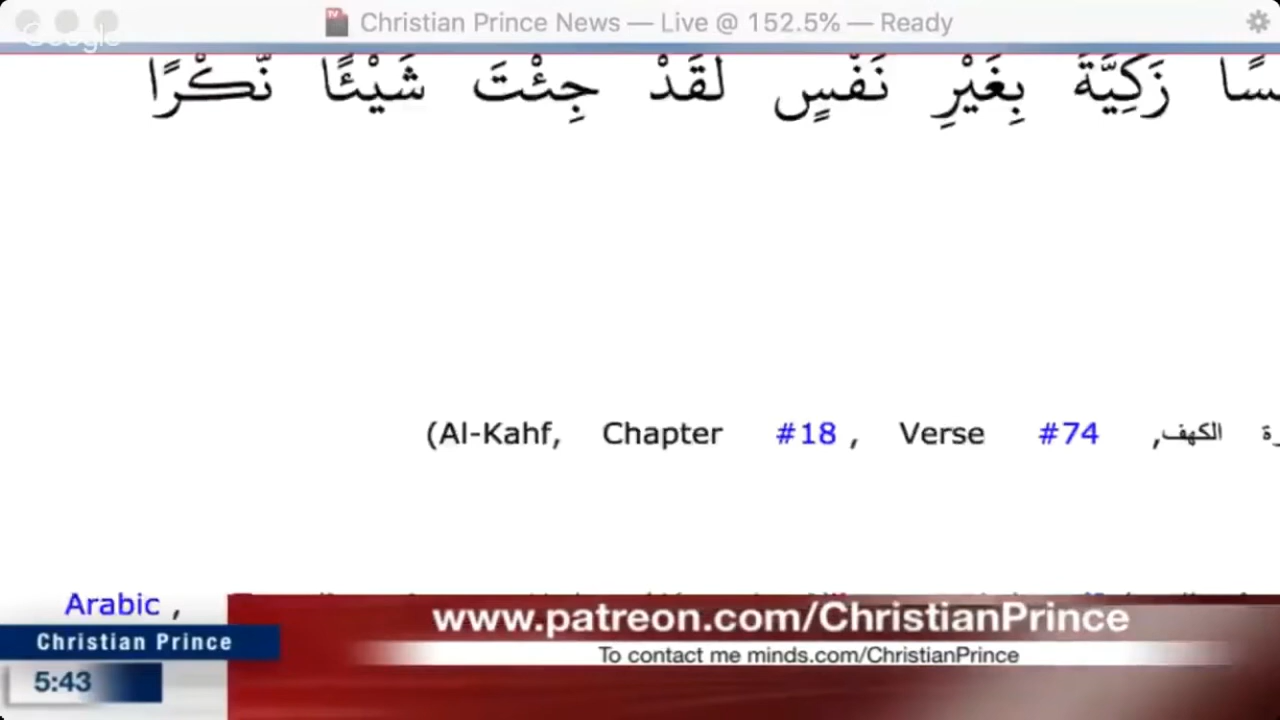 Christian Prince News — Live @ 152.5% — Ready
Google
زَكِيَّةً بِغَيْرِ نَفْسٍ لَّقَدْ جِئْتَ شَيْئًا نُّكْرًا
(Al-Kahf, Chapter #18, Verse #74 الكهف,
Arabic,
www.patreon.com/ChristianPrince
Christian Prince
To contact me minds.com/ChristianPrince
5:43